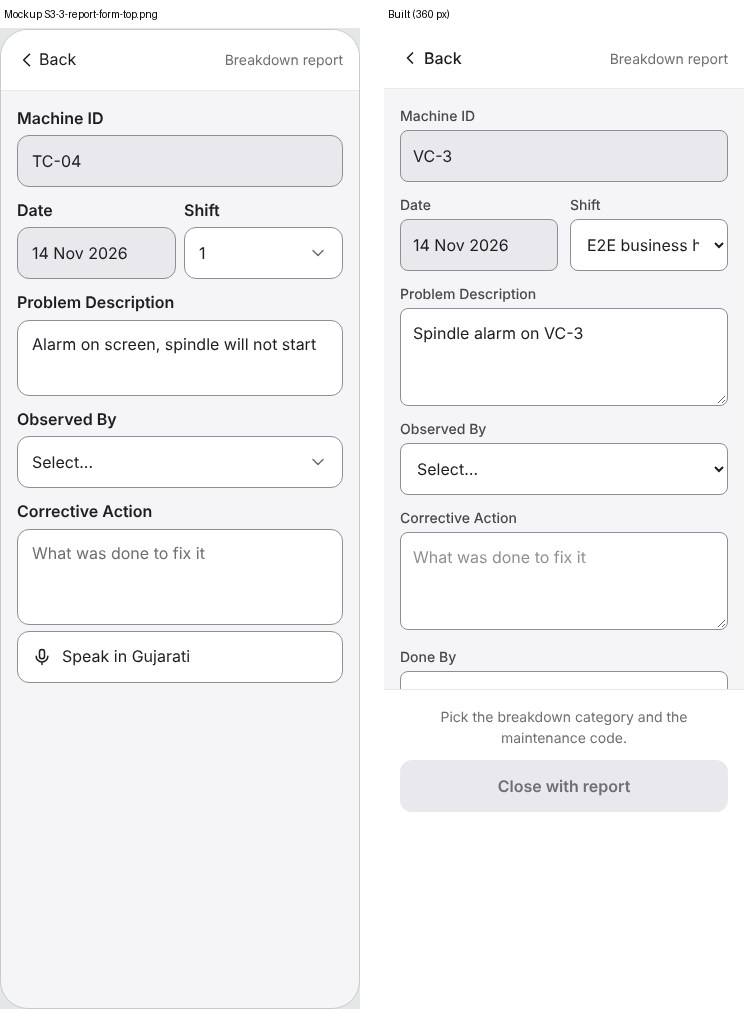 Mockup S3-3-report-form-top.png
Back
Breakdown report
Machine ID
TC-04
Date
Shift
14 Nov 2026
1
Problem Description
Alarm on screen, spindle will not start
Observed By
Select...
Corrective Action
What was done to fix it
Speak in Gujarati
Built (360 px)
Back
Breakdown report
Machine ID
VC-3
Date
Shift
14 Nov 2026
E2E business
Problem Description
Spindle alarm on VC-3
Observed By
Select...
Corrective Action
What was done to fix it
Done By
Pick the breakdown category and the
maintenance code.
Close with report